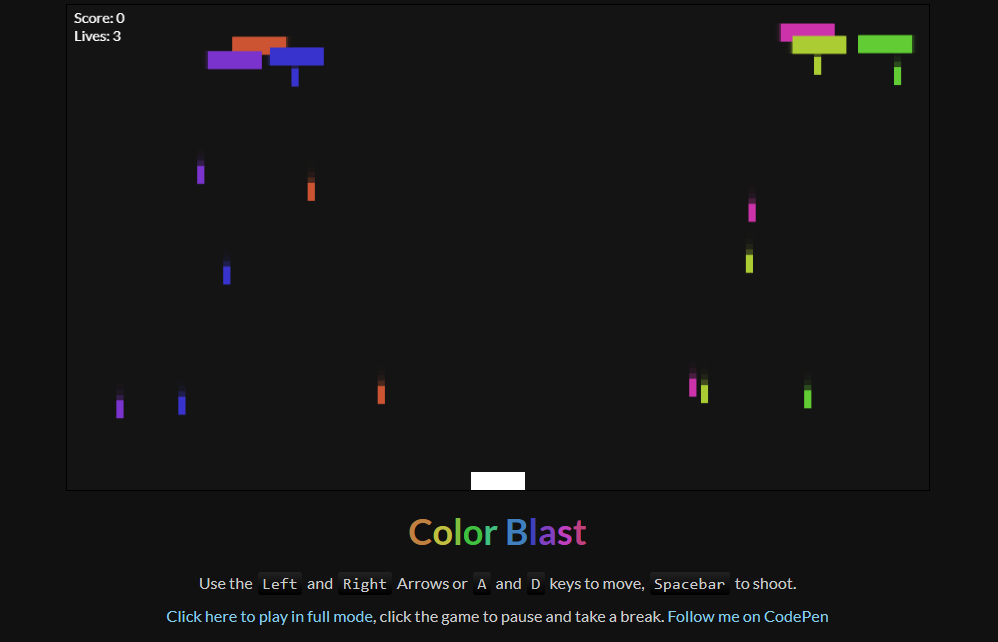 Score: 0
Lives: 3
Color Blast
Use the Left and Right Arrows or A and D keys to move, Spacebar to shoot.
Click here to play in full mode, click the game to pause and take a break. Follow me on CodePen